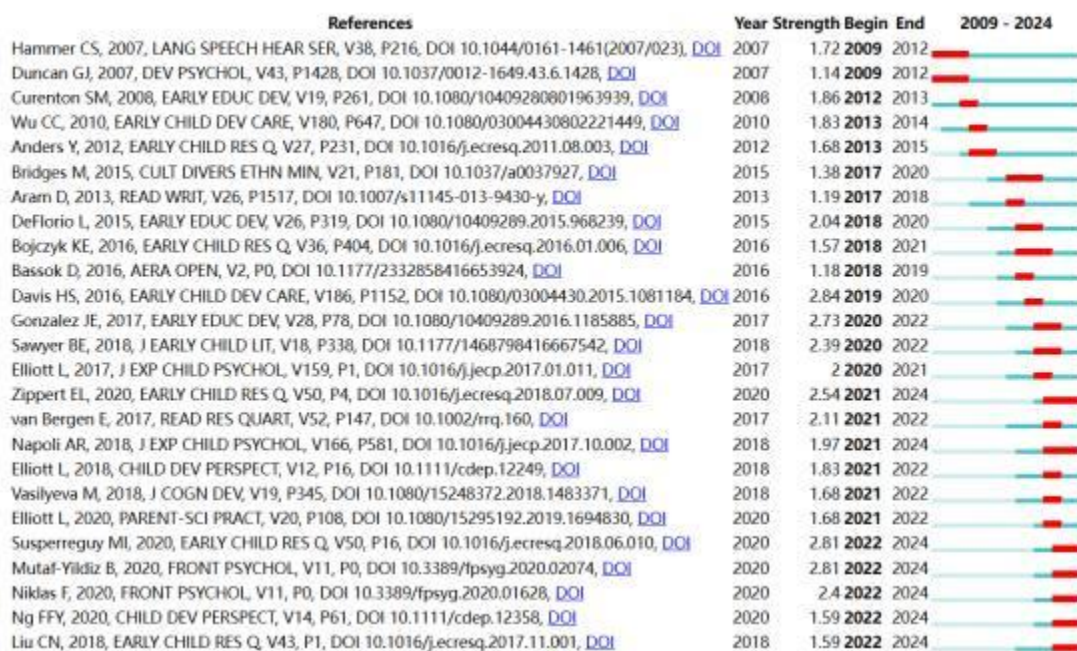 References Year Strength Begin End 2009 - 2024
Hammer CS, 2007, LANG SPEECH HEAR SER, V38, P216, DOI 10.1044/0161-1461(2007/023), DOI 2007 1.72 2009 2012
Duncan GJ, 2007, DEV PSYCHOL, V43, P1428, DOI 10.1037/0012-1649.43.6.1428, DOI 2007 1.14 2009 2012
Curenton SM, 2008, EARLY EDUC DEV, V19, P261, DOI 10.1080/10409280801963939, DOI 2008 1.86 2012 2013
Wu CC, 2010, EARLY CHILD DEV CARE, V180, P647, DOI 10.1080/03004430802221449, DOI 2010 1.83 2013 2014
Anders Y, 2012, EARLY CHILD RES Q, V27, P231, DOI 10.1016/j.ecresq.2011.08.003, DOI 2012 1.68 2013 2015
Bridges M, 2015, CULT DIVERS ETHN MIN, V21, P181, DOI 10.1037/a0037927, DOI 2015 1.38 2017 2020
Aram D, 2013, READ WRIT, V26, P1517, DOI 10.1007/s11145-013-9430-y, DOI 2013 1.19 2017 2018
DeFlorio L, 2015, EARLY EDUC DEV, V26, P319, DOI 10.1080/10409289.2015.968239, DOI 2015 2.04 2018 2020
Bojczyk KE, 2016, EARLY CHILD RES Q, V36, P404, DOI 10.1016/j.ecresq.2016.01.006, DOI 2016 1.57 2018 2021
Bassok D, 2016, AERA OPEN, V2, P0, DOI 10.1177/2332858416653924, DOI 2016 1.18 2018 2019
Davis HS, 2016, EARLY CHILD DEV CARE, V186, P1152, DOI 10.1080/03004430.2015.1081184, DOI 2016 2.84 2019 2020
Gonzalez JE, 2017, EARLY EDUC DEV, V28, P78, DOI 10.1080/10409289.2016.1185885, DOI 2017 2.73 2020 2022
Sawyer BE, 2018, J EARLY CHILD LIT, V18, P338, DOI 10.1177/1468798416667542, DOI 2018 2.39 2020 2022
Elliott L, 2017, J EXP CHILD PSYCHOL, V159, P1, DOI 10.1016/j.jecp.2017.01.011, DOI 2017 2 2020 2021
Zippert EL, 2020, EARLY CHILD RES Q, V50, P4, DOI 10.1016/j.ecresq.2018.07.009, DOI 2020 2.54 2021 2024
van Bergen E, 2017, READ RES QUART, V52, P147, DOI 10.1002/rrq.160, DOI 2017 2.11 2021 2022
Napoli AR, 2018, J EXP CHILD PSYCHOL, V166, P581, DOI 10.1016/j.jecp.2017.10.002, DOI 2018 1.97 2021 2024
Elliott L, 2018, CHILD DEV PERSPECT, V12, P16, DOI 10.1111/cdep.12249, DOI 2018 1.83 2021 2022
Vasilyeva M, 2018, J COGN DEV, V19, P345, DOI 10.1080/15248372.2018.1483371, DOI 2018 1.68 2021 2022
Elliott L, 2020, PARENT-SCI PRACT, V20, P108, DOI 10.1080/15295192.2019.1694830, DOI 2020 1.68 2021 2022
Susperreguy MI, 2020, EARLY CHILD RES Q, V50, P16, DOI 10.1016/j.ecresq.2018.06.010, DOI 2020 2.81 2022 2024
Mutaf-Yildiz B, 2020, FRONT PSYCHOL, V11, P0, DOI 10.3389/fpsyg.2020.02074, DOI 2020 2.81 2022 2024
Niklas F, 2020, FRONT PSYCHOL, V11, P0, DOI 10.3389/fpsyg.2020.01628, DOI 2020 2.4 2022 2024
Ng FFY, 2020, CHILD DEV PERSPECT, V14, P61, DOI 10.1111/cdep.12358, DOI 2020 1.59 2022 2024
Liu CN, 2018, EARLY CHILD RES Q, V43, P1, DOI 10.1016/j.ecresq.2017.11.001, DOI 2018 1.59 2022 2024